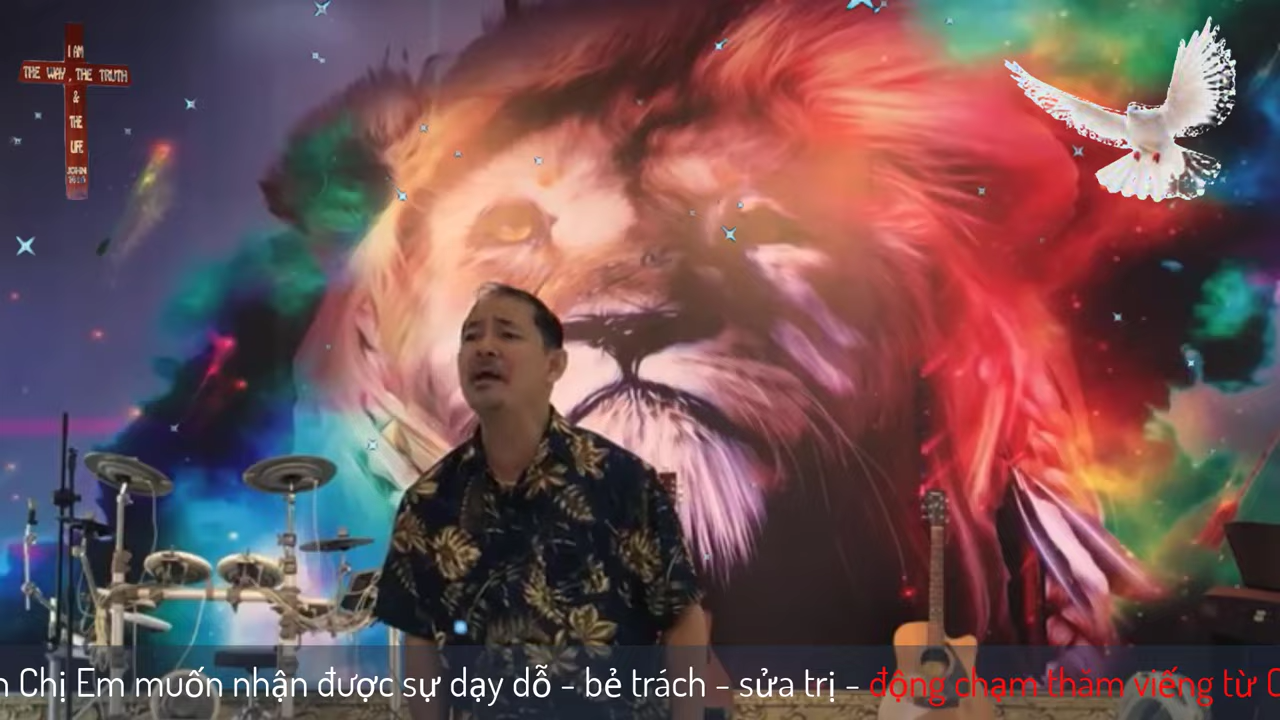 I AM
THE WAY, THE TRUTH
&
THE
LIFE
JOHN
Chị Em muốn nhận được sự dạy dỗ - bẻ trách - sửa trị - động chạm thăm viếng từ